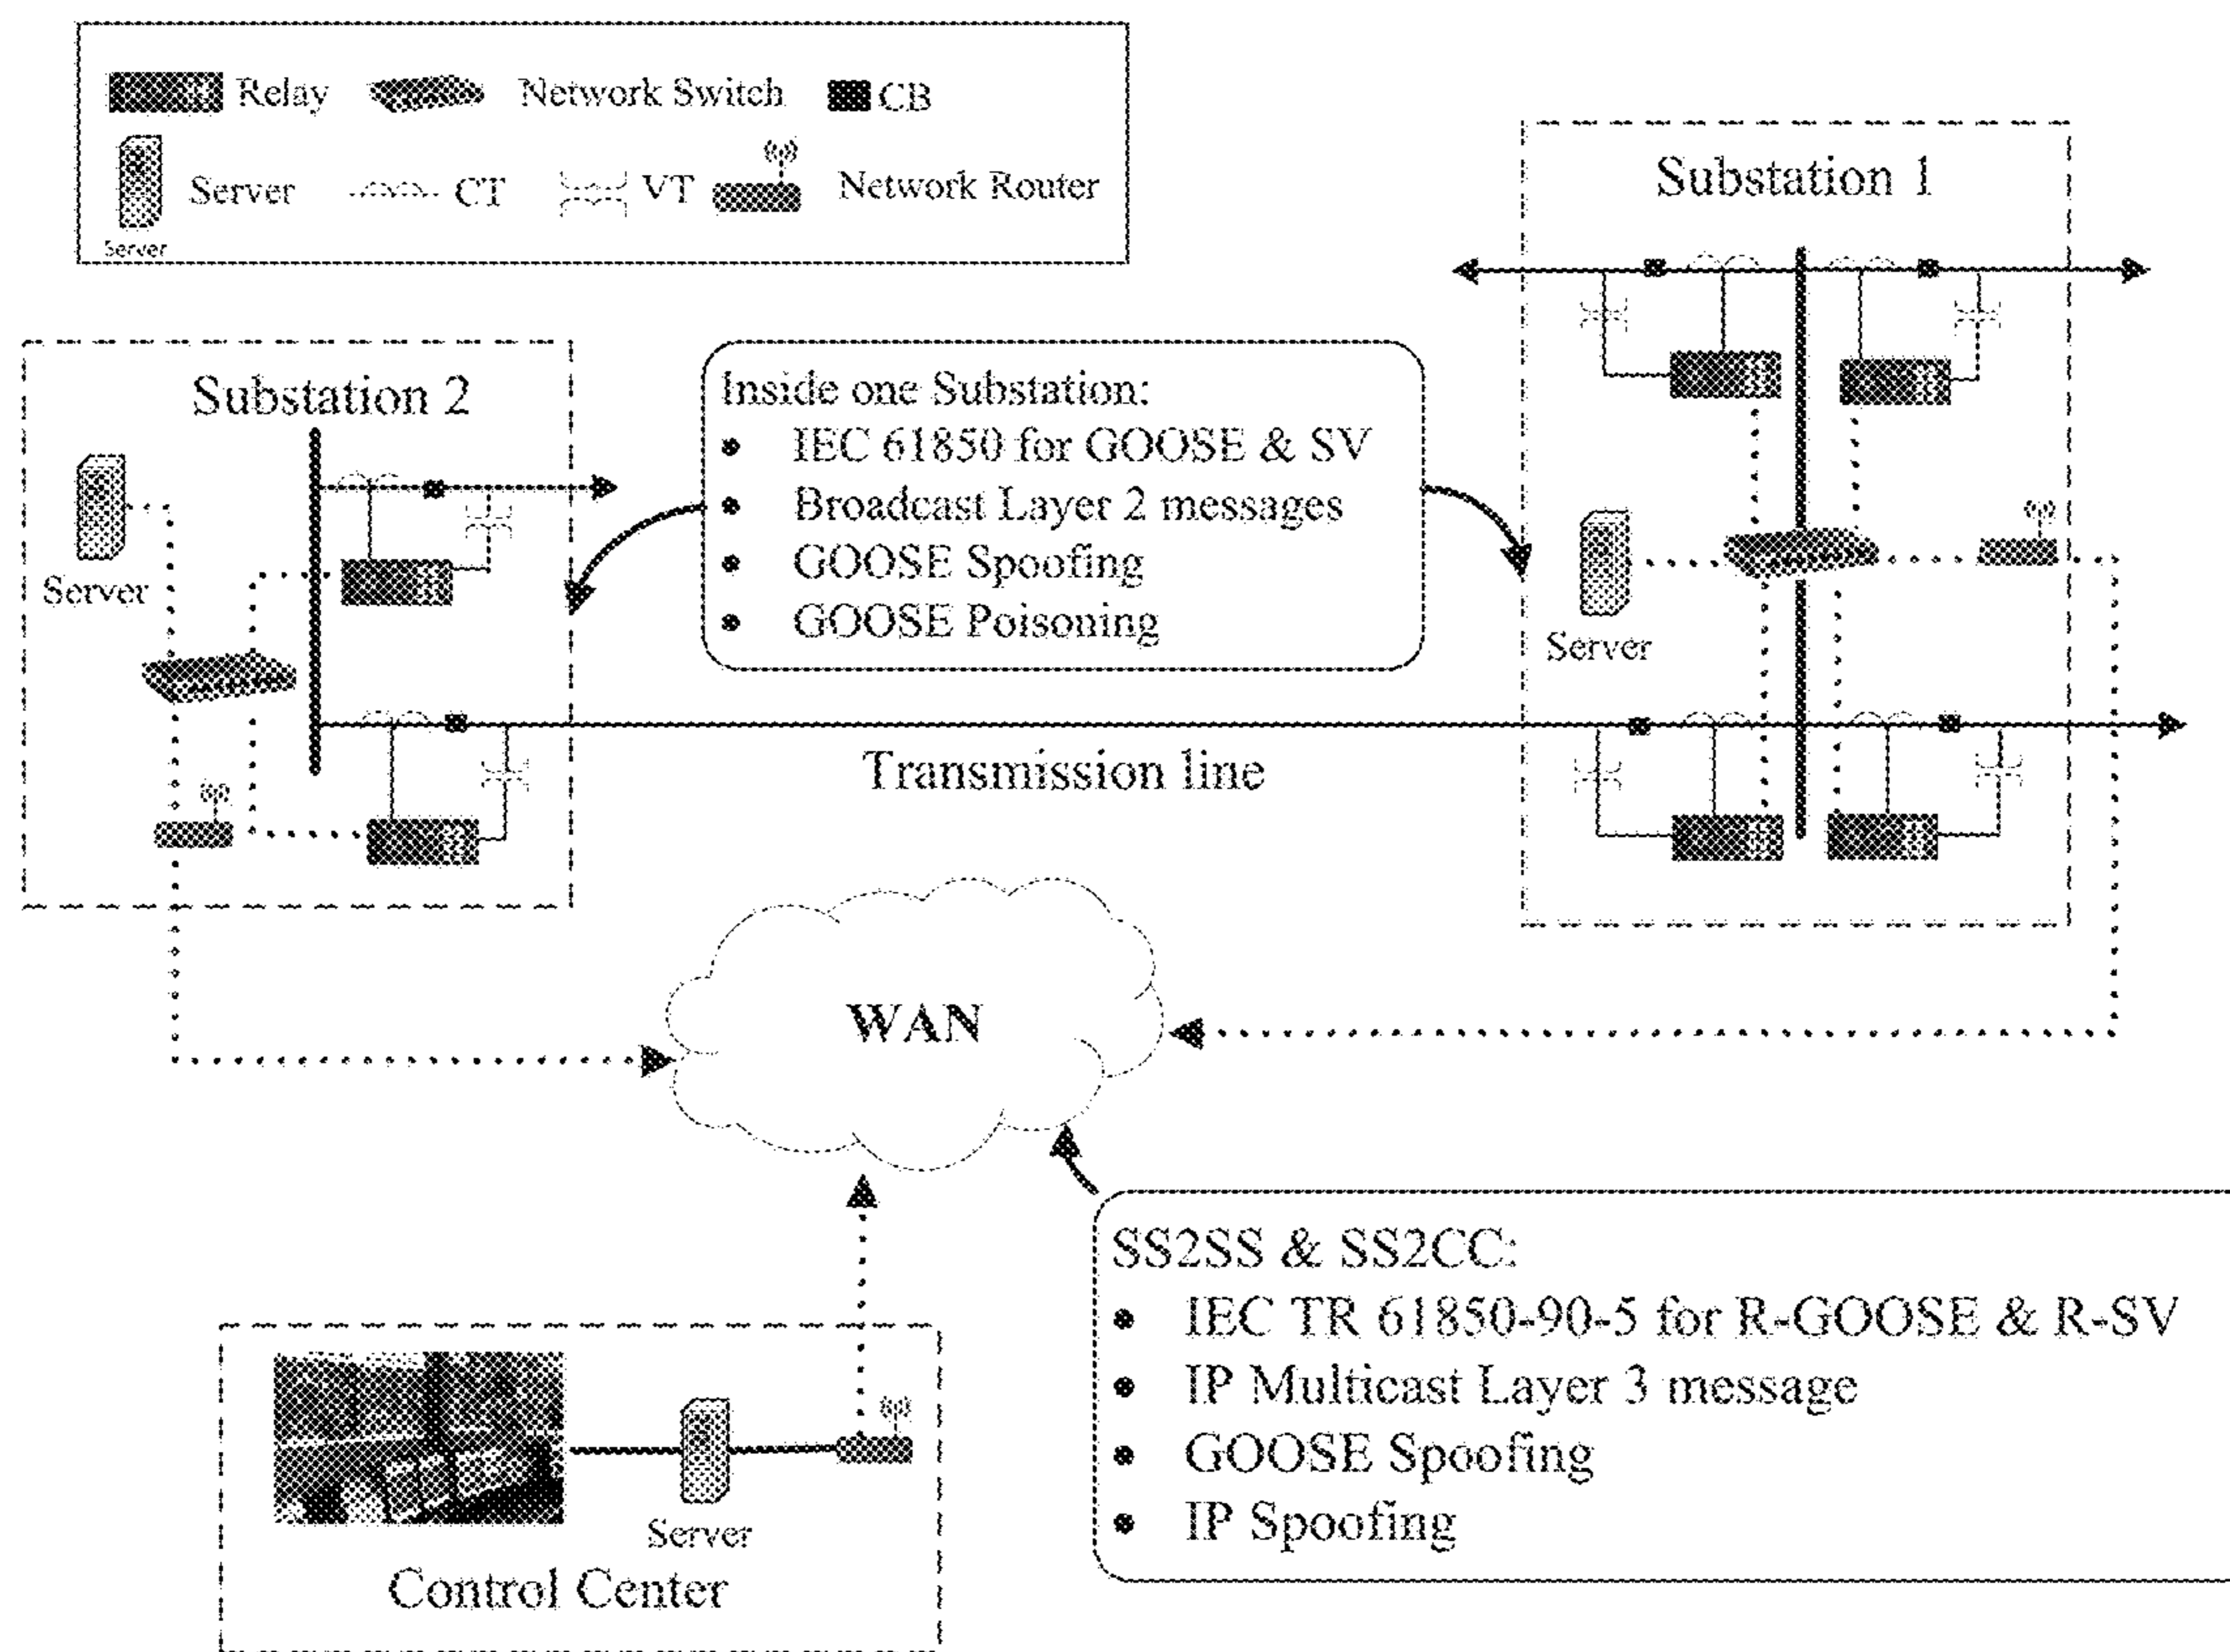 Relay Network Switch CB
Server CT VT Network Router
Server
Substation 1
Substation 2
Server
Inside one Substation:
• IEC 61850 for GOOSE & SV
• Broadcast Layer 2 messages
• GOOSE Spoofing
• GOOSE Poisoning
Server
Transmission line
WAN
SS2SS & SS2CC:
• IEC TR 61850-90-5 for R-GOOSE & R-SV
• IP Multicast Layer 3 message
• GOOSE Spoofing
• IP Spoofing
Server
Control Center